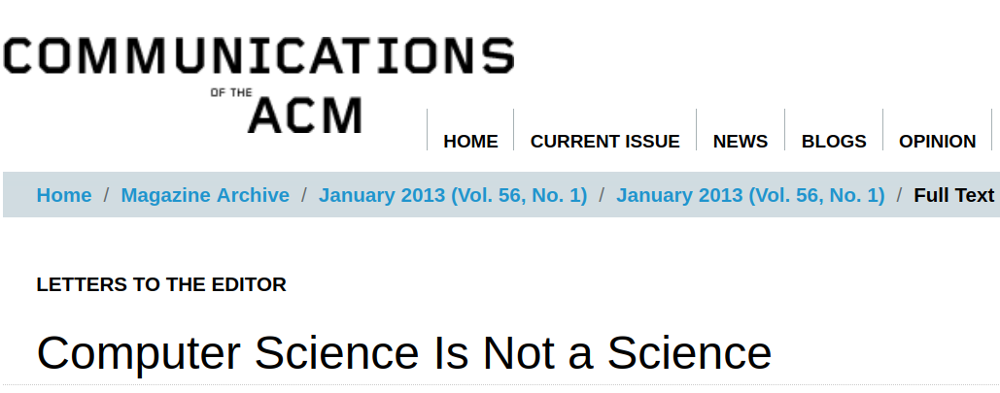 COMMUNICATIONS
OF THE
ACM
HOME CURRENT ISSUE NEWS BLOGS OPINION
Home / Magazine Archive / January 2013 (Vol. 56, No. 1) / January 2013 (Vol. 56, No. 1) / Full Text
LETTERS TO THE EDITOR
Computer Science Is Not a Science